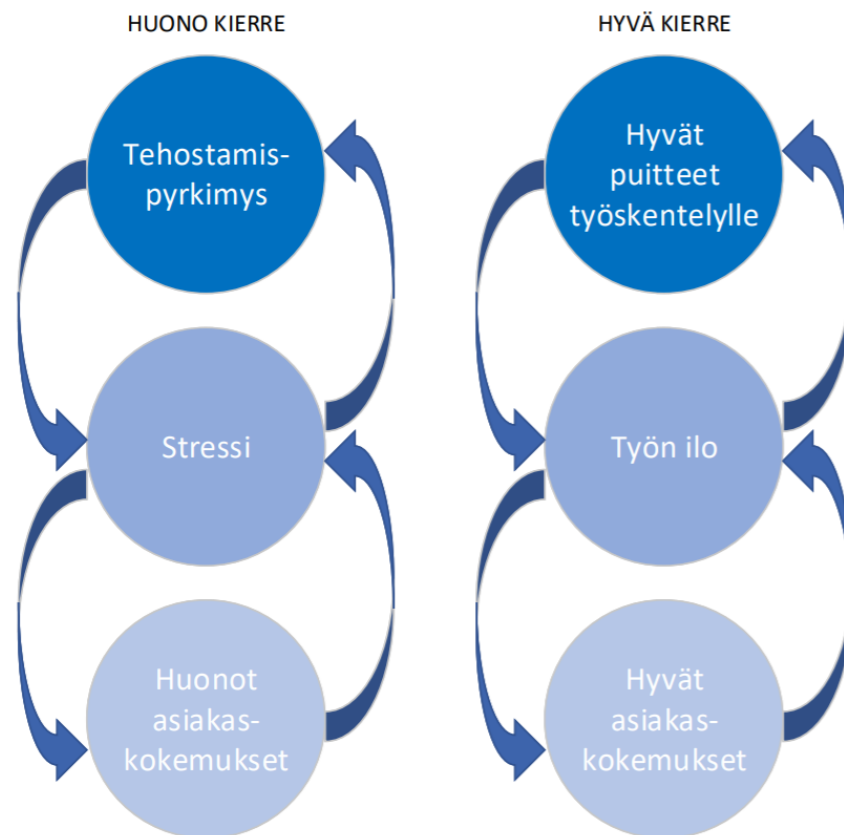 HUONO KIERRE
Tehostamis-
pyrkimys
Stressi
Huonot
asiakas-
kokemukset
HYVÄ KIERRE
Hyvät
puitteet
työskentelylle
Työn ilo
Hyvät
asiakas-
kokemukset